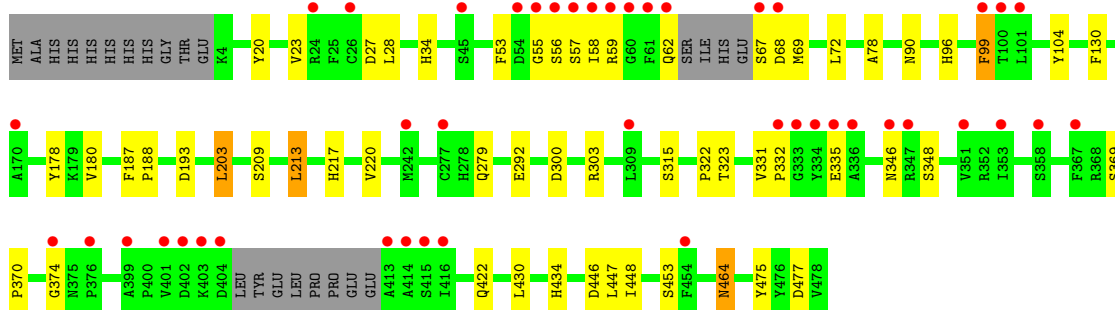 MET ALA HIS HIS HIS HIS HIS HIS GLY THR GLU K4 Y20 V23 R24 F25 C26 D27 L28 H34 S45 F53 D54 G55 S56 S57 I58 R59 G60 F61 Q62 SER ILE HIS GLU S67 D68 M69 L72 A78 N90 H96 F99 T100 L101 Y104 F130
A170 Y178 K179 V180 F187 P188 D193 L203 S209 L213 H217 V220 M242 C277 H278 Q279 E292 D300 R303 L309 S315 P322 T323 V331 P332 G333 Y334 E335 A336 N346 R347 S348 V351 R352 I353 S358 F367 R368 S369
P370 G374 N375 P376 A399 P400 V401 D402 K403 D404 LEU TYR GLU LEU PRO PRO GLU GLU A413 A414 S415 I416 Q422 L430 H434 D446 L447 I448 S453 F454 N464 Y475 Y476 D477 V478